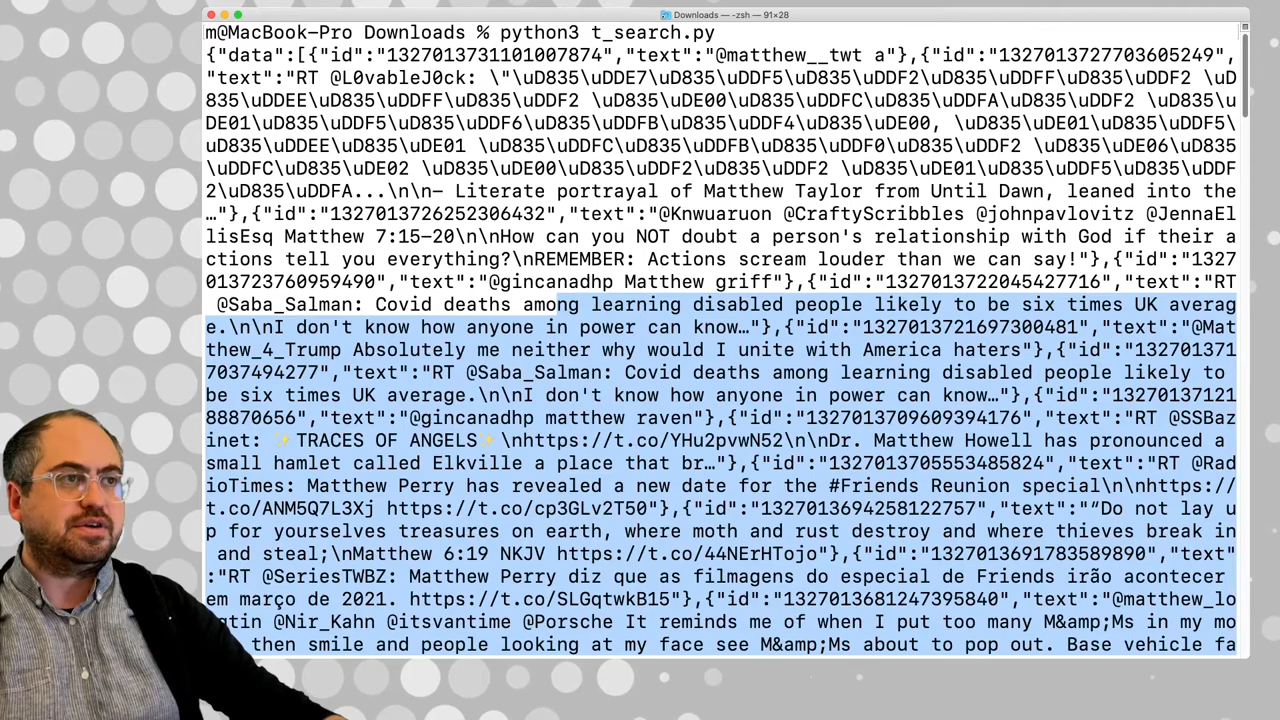 Downloads — -zsh — 91×28
m@MacBook-Pro Downloads % python3 t_search.py
{"data":[{"id":"1327013731101007874","text":"@matthew__twt a"},{"id":"1327013727703605249",
"text":"RT @L0vableJ0ck: \"\uD835\uDDE7\uD835\uDDF5\uD835\uDDF2\uD835\uDDFF\uD835\uDDF2 \uD
835\uDDEE\uD835\uDDFF\uD835\uDDF2 \uD835\uDE00\uD835\uDDFC\uD835\uDDFA\uD835\uDDF2 \uD835\u
DE01\uD835\uDDF5\uD835\uDDF6\uD835\uDDFB\uD835\uDDF4\uD835\uDE00, \uD835\uDE01\uD835\uDDF5\
uD835\uDDEE\uD835\uDE01 \uD835\uDDFC\uD835\uDDFB\uD835\uDDF0\uD835\uDDF2 \uD835\uDE06\uD835
\uDDFC\uD835\uDE02 \uD835\uDE00\uD835\uDDF2\uD835\uDDF2 \uD835\uDE01\uD835\uDDF5\uD835\uDDF
2\uD835\uDDFA...\n\n– Literate portrayal of Matthew Taylor from Until Dawn, leaned into the
…"},{"id":"1327013726252306432","text":"@Knwuaruon @CraftyScribbles @johnpavlovitz @JennaEl
lisEsq Matthew 7:15–20\n\nHow can you NOT doubt a person's relationship with God if their a
ctions tell you everything?\nREMEMBER: Actions scream louder than we can say!"},{"id":"1327
013723760959490","text":"@gincanadhp Matthew griff"},{"id":"1327013722045427716","text":"RT
@Saba_Salman: Covid deaths among learning disabled people likely to be six times UK averag
e.\n\nI don't know how anyone in power can know…"},{"id":"1327013721697300481","text":"@Mat
thew_4_Trump Absolutely me neither why would I unite with America haters"},{"id":"132701371
7037494277","text":"RT @Saba_Salman: Covid deaths among learning disabled people likely to
be six times UK average.\n\nI don't know how anyone in power can know…"},{"id":"13270137121
88870656","text":"@gincanadhp matthew raven"},{"id":"1327013709609394176","text":"RT @SSBaz
inet: ✨TRACES OF ANGELS✨\nhttps://t.co/YHu2pvwN52\n\nDr. Matthew Howell has pronounced a
small hamlet called Elkville a place that br…"},{"id":"1327013705553485824","text":"RT @Rad
ioTimes: Matthew Perry has revealed a new date for the #Friends Reunion special\n\nhttps://
t.co/ANM5Q7L3Xj https://t.co/cp3GLv2T50"},{"id":"1327013694258122757","text":"“Do not lay u
p for yourselves treasures on earth, where moth and rust destroy and where thieves break in
and steal;\nMatthew 6:19 NKJV https://t.co/44NErHTojo"},{"id":"1327013691783589890","text"
:"RT @SeriesTWBZ: Matthew Perry diz que as filmagens do especial de Friends irão acontecer
em março de 2021. https://t.co/SLGqtwkB15"},{"id":"1327013681247395840","text":"@matthew_lo
tin @Nir_Kahn @itsvantime @Porsche It reminds me of when I put too many M&amp;Ms in my mo
then smile and people looking at my face see M&amp;Ms about to pop out. Base vehicle fa